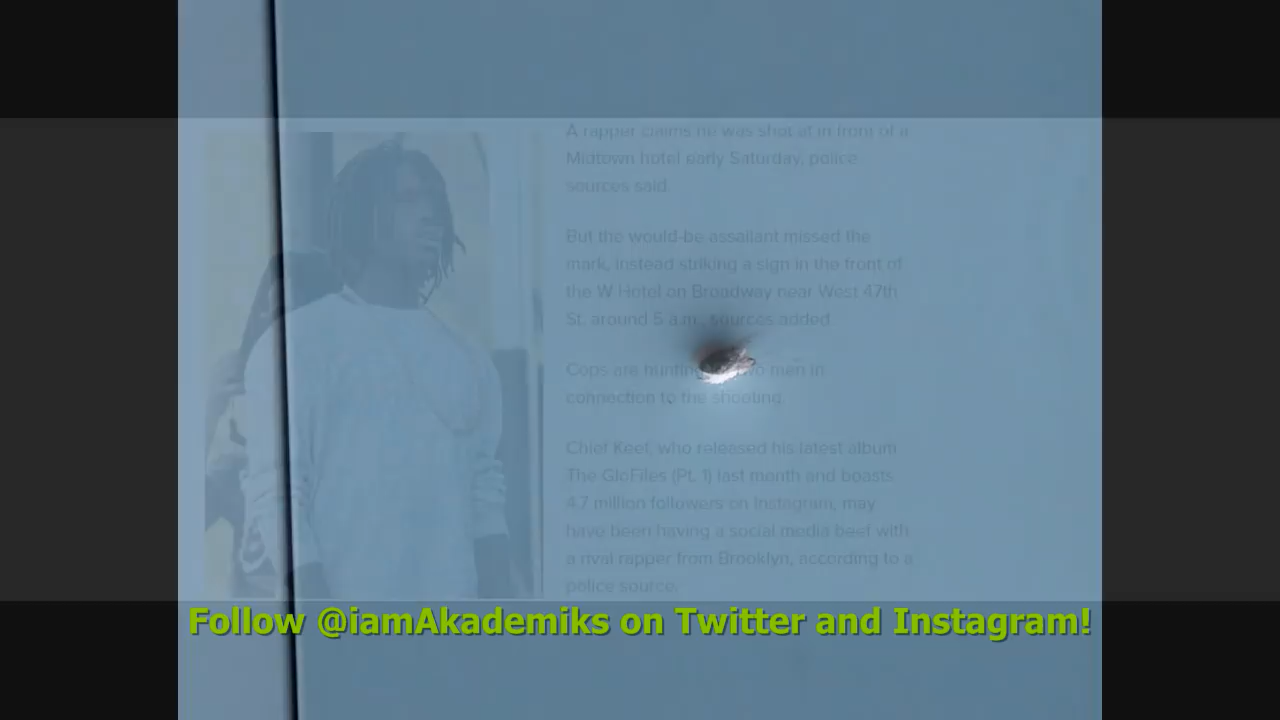 A rapper claims he was shot at in front of a
Midtown hotel early Saturday, police
sources said.
But the would-be assailant missed the
mark, instead striking a sign in the front of
the W Hotel on Broadway near West 47th
St. around 5 a.m., sources added
Cops are hunting two men in
connection to the shooting.
Chief Keef, who released his latest album
The GloFiles (Pt. 1) last month and boasts
4.7 million followers on Instagram, may
have been having a social media beef with
a rival rapper from Brooklyn, according to a
police source.
Follow @iamAkademiks on Twitter and Instagram!